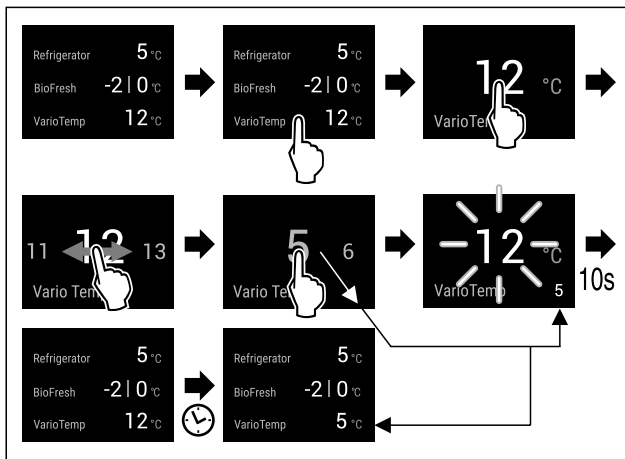 Refrigerator 5 °C
BioFresh -2 | 0 °C
VarioTemp 12 °C
Refrigerator 5 °C
BioFresh -2 | 0 °C
VarioTemp 12 °C
12 °C
VarioTemp
11 12 13
Vario Tem
5 6
Vario Te
12 °C
VarioTemp 5
10s
Refrigerator 5 °C
BioFresh -2 | 0 °C
VarioTemp 12 °C
Refrigerator 5 °C
BioFresh -2 | 0 °C
VarioTemp 5 °C